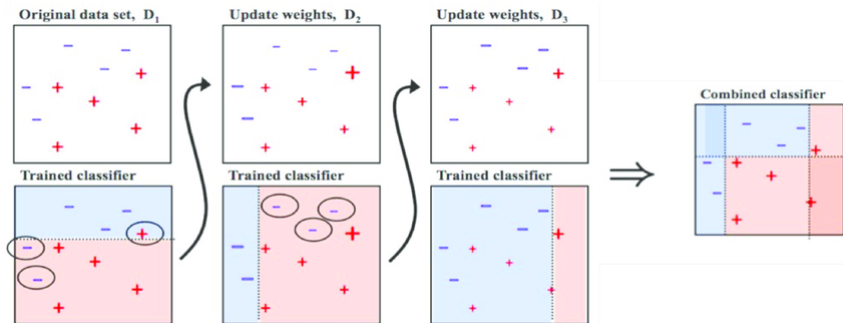 Original data set, D₁
Update weights, D₂
Update weights, D₃
Combined classifier
Trained classifier
Trained classifier
Trained classifier